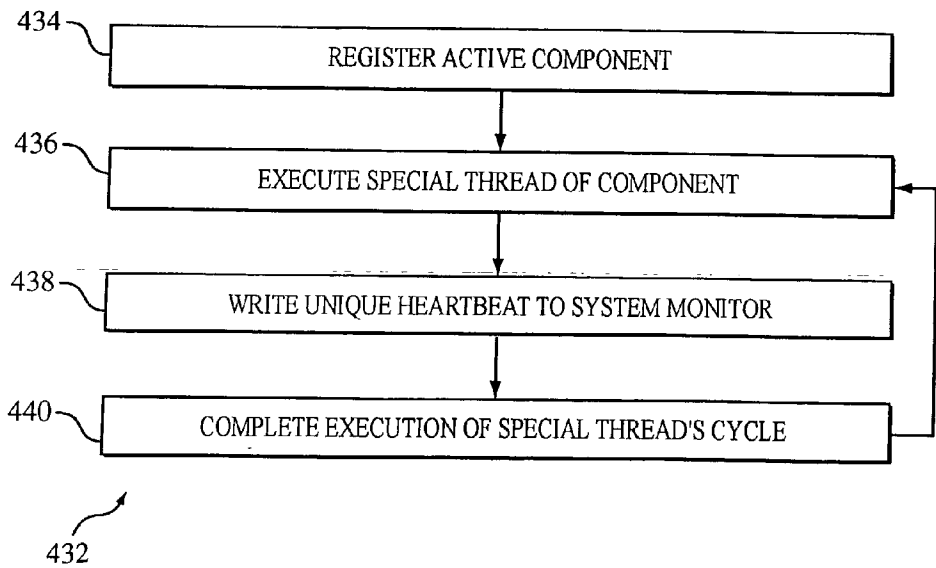 434
REGISTER ACTIVE COMPONENT
436
EXECUTE SPECIAL THREAD OF COMPONENT
438
WRITE UNIQUE HEARTBEAT TO SYSTEM MONITOR
440
COMPLETE EXECUTION OF SPECIAL THREAD'S CYCLE
432